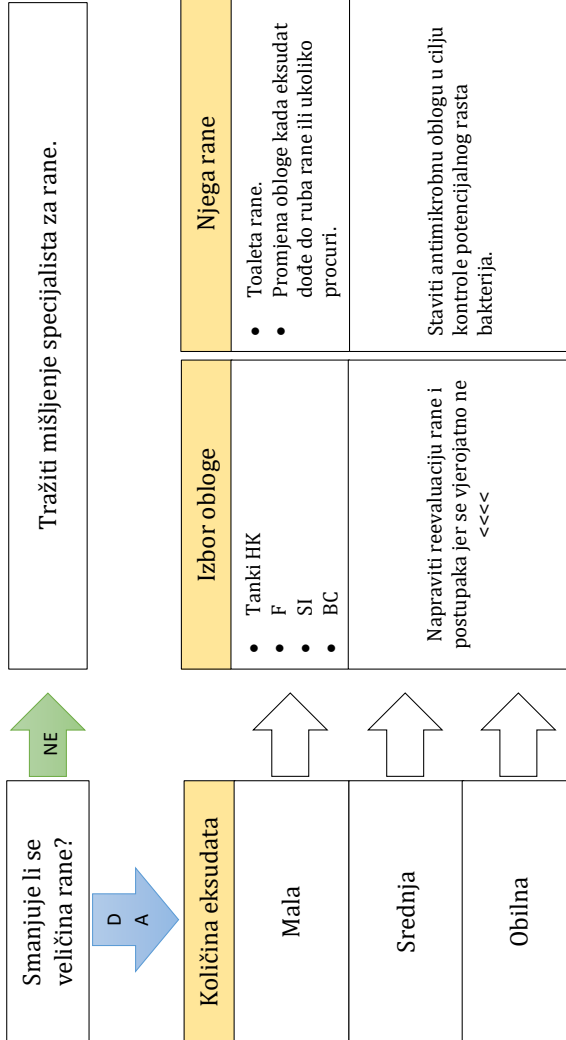 Smanjuje li se
veličina rane?
NE
Tražiti mišljenje specijalista za rane.
D
A
Količina eksudata
Izbor obloge
Njega rane
Mala
• Tanki HK
• F
• SI
• BC
• Toaleta rane.
• Promjena obloge kada eksudat
dođe do ruba rane ili ukoliko
procuri.
Srednja
Napraviti reevaluaciju rane i
postupaka jer se vjerojatno ne
<<<<
Staviti antimikrobnu oblogu u cilju
kontrole potencijalnog rasta
bakterija.
Obilna